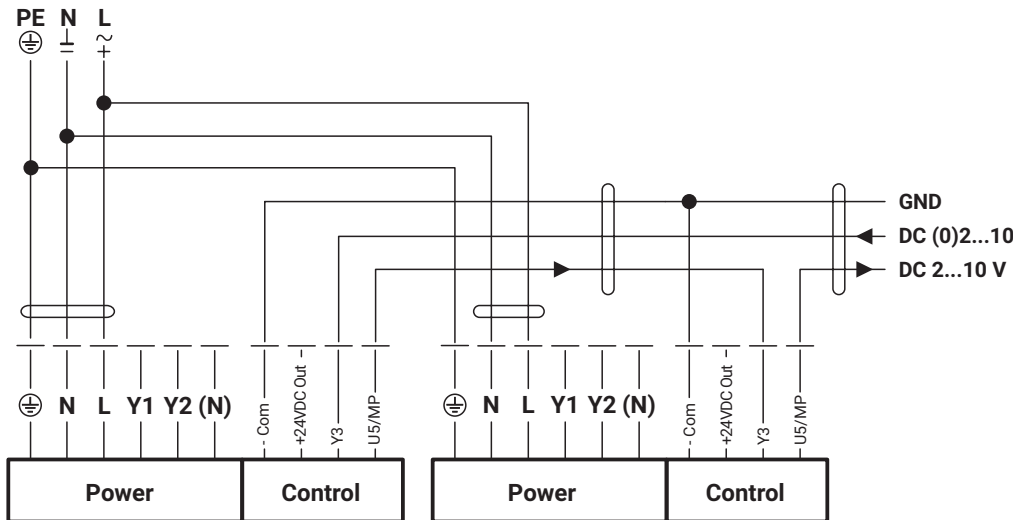 PE N L
⏚ ⊥ ~
= +
GND
DC (0)2...10
DC 2...10 V
N L Y1 Y2 (N)
- Com
+24VDC Out
Y3
U5/MP
N L Y1 Y2 (N)
- Com
+24VDC Out
Y3
U5/MP
Power
Control
Power
Control